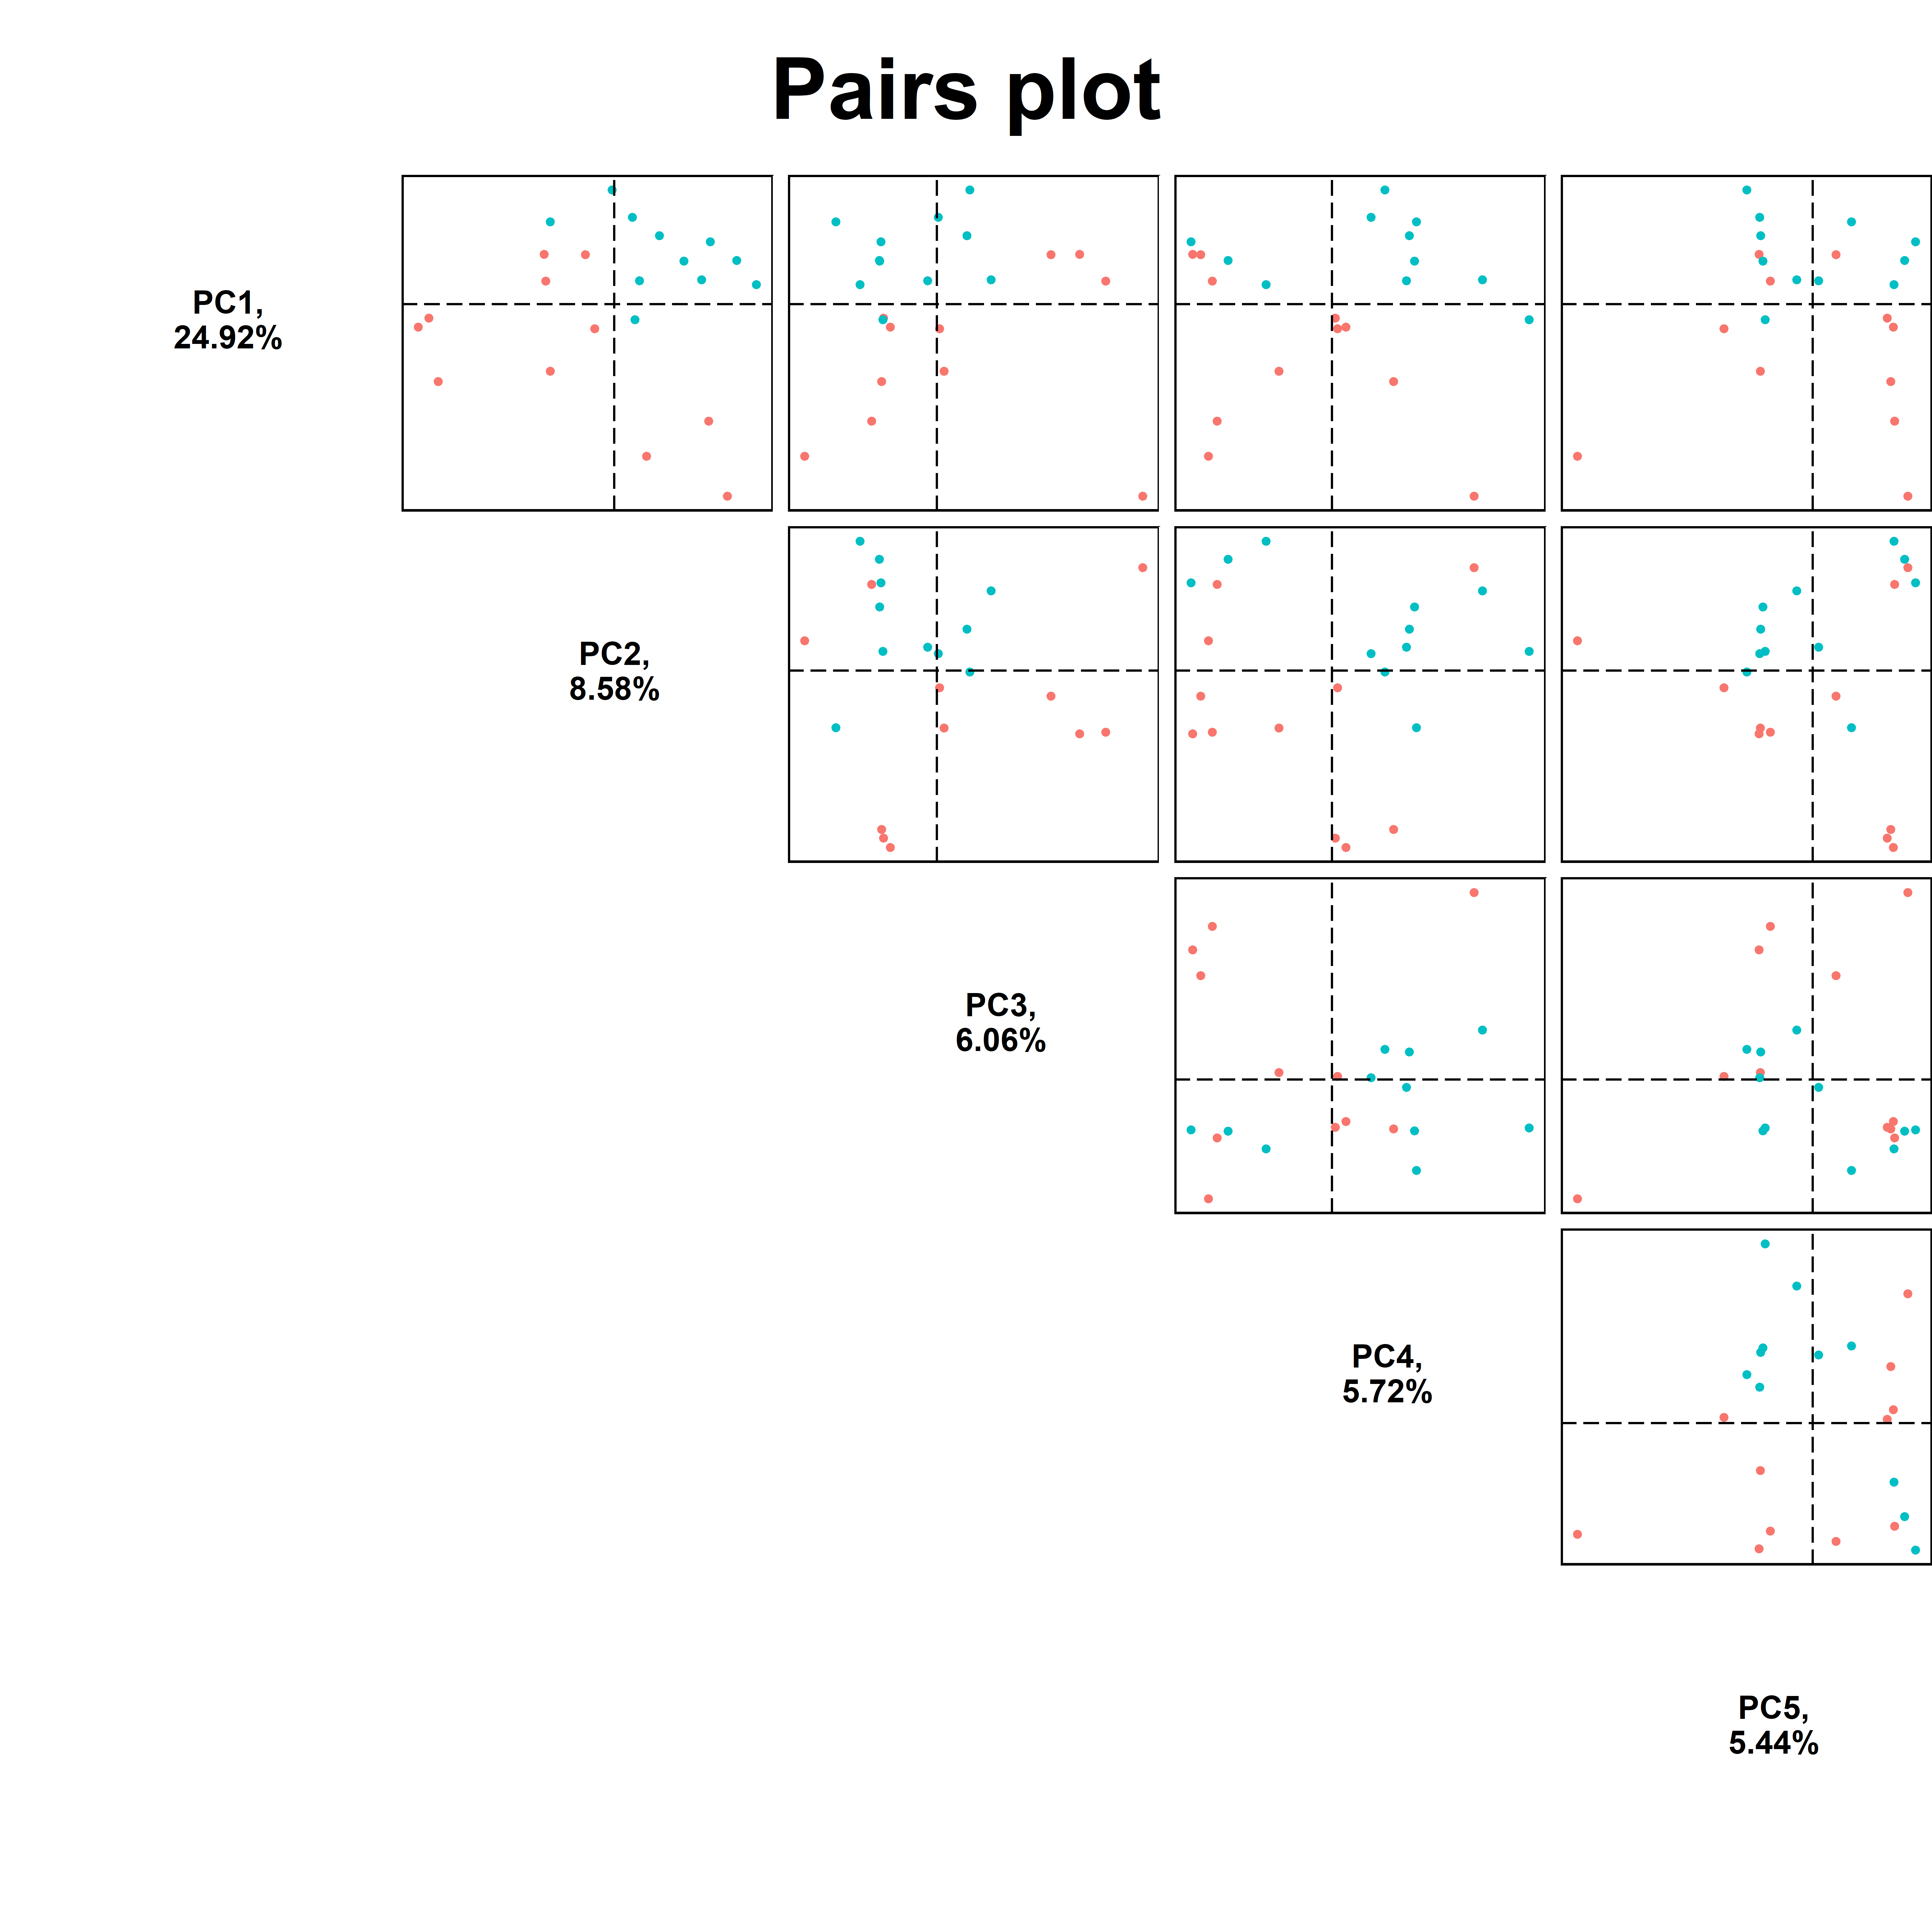 Pairs plot
PC1,
24.92%
PC2,
8.58%
PC3,
6.06%
PC4,
5.72%
PC5,
5.44%